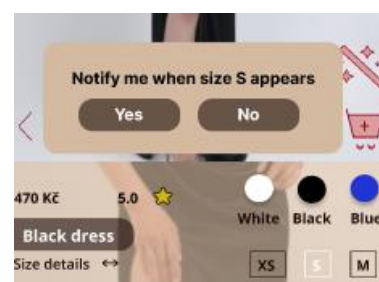 Notify me when size S appears
Yes No
470 Kč 5.0
White Black Blue
Black dress
Size details ↔
XS S M